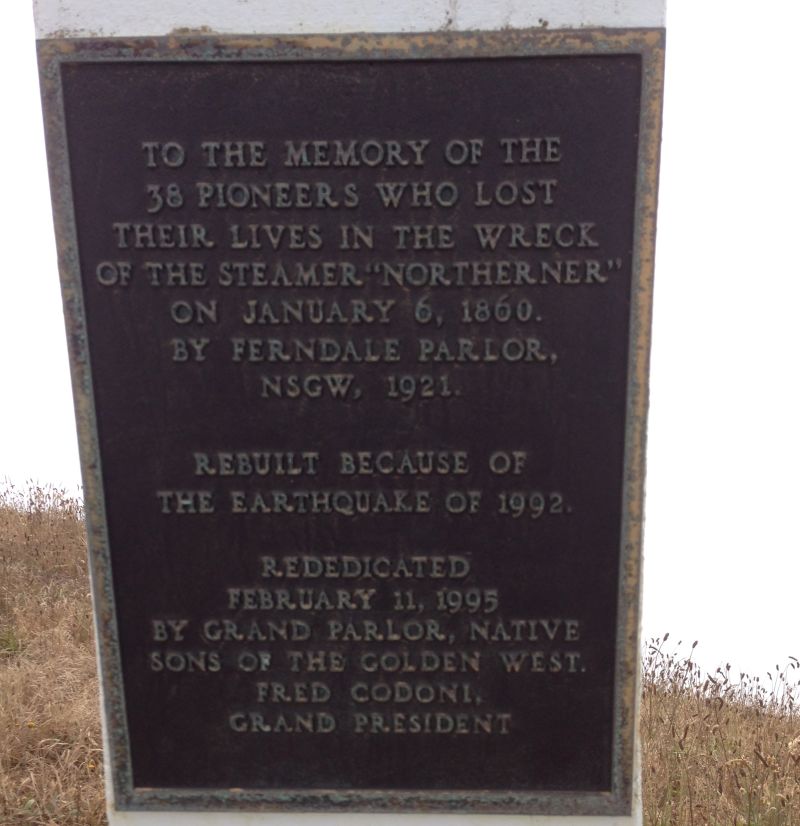 TO THE MEMORY OF THE
38 PIONEERS WHO LOST
THEIR LIVES IN THE WRECK
OF THE STEAMER "NORTHERNER"
ON JANUARY 6, 1860.
BY FERNDALE PARLOR,
NSGW, 1921.
REBUILT BECAUSE OF
THE EARTHQUAKE OF 1992.
REDEDICATED
FEBRUARY 11, 1995
BY GRAND PARLOR, NATIVE
SONS OF THE GOLDEN WEST.
FRED CODONI,
GRAND PRESIDENT